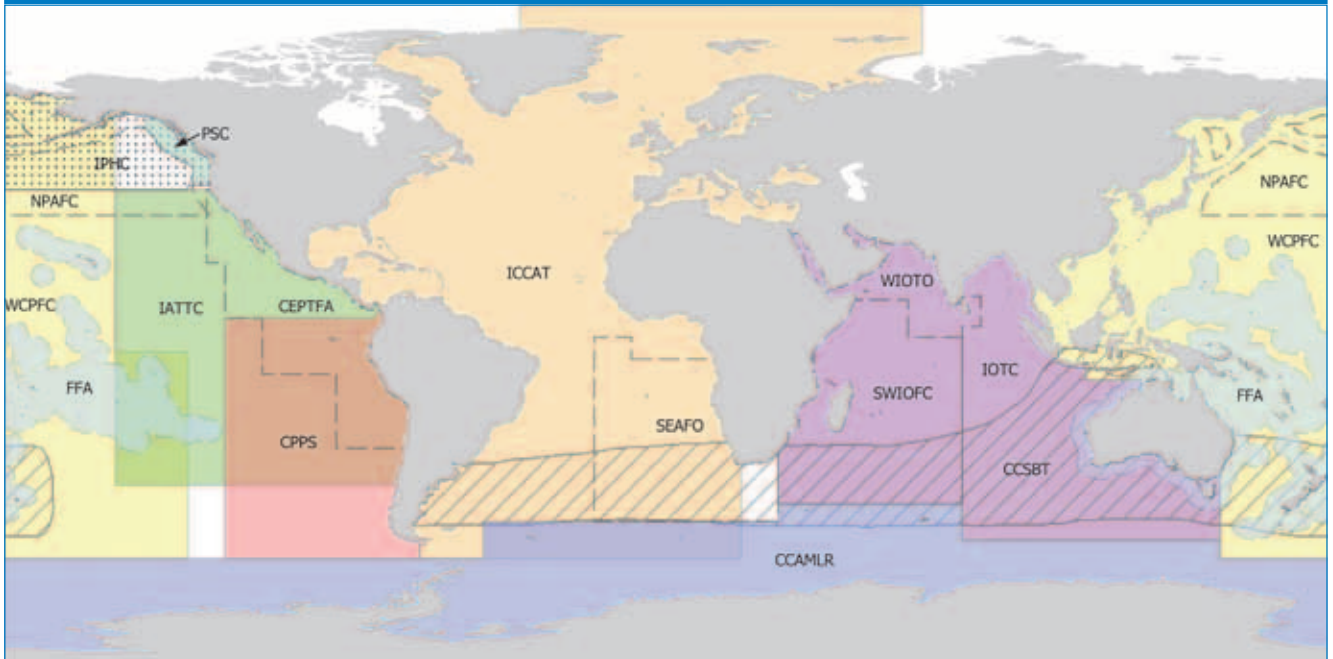 PSC
IPHC
NPAFC
NPAFC
WCPFC
ICCAT
WIOTO
WCPFC
IATTC
CEPTFA
IOTC
FFA
SWIOFC
FFA
SEAFO
CPPS
CCSBT
CCAMLR